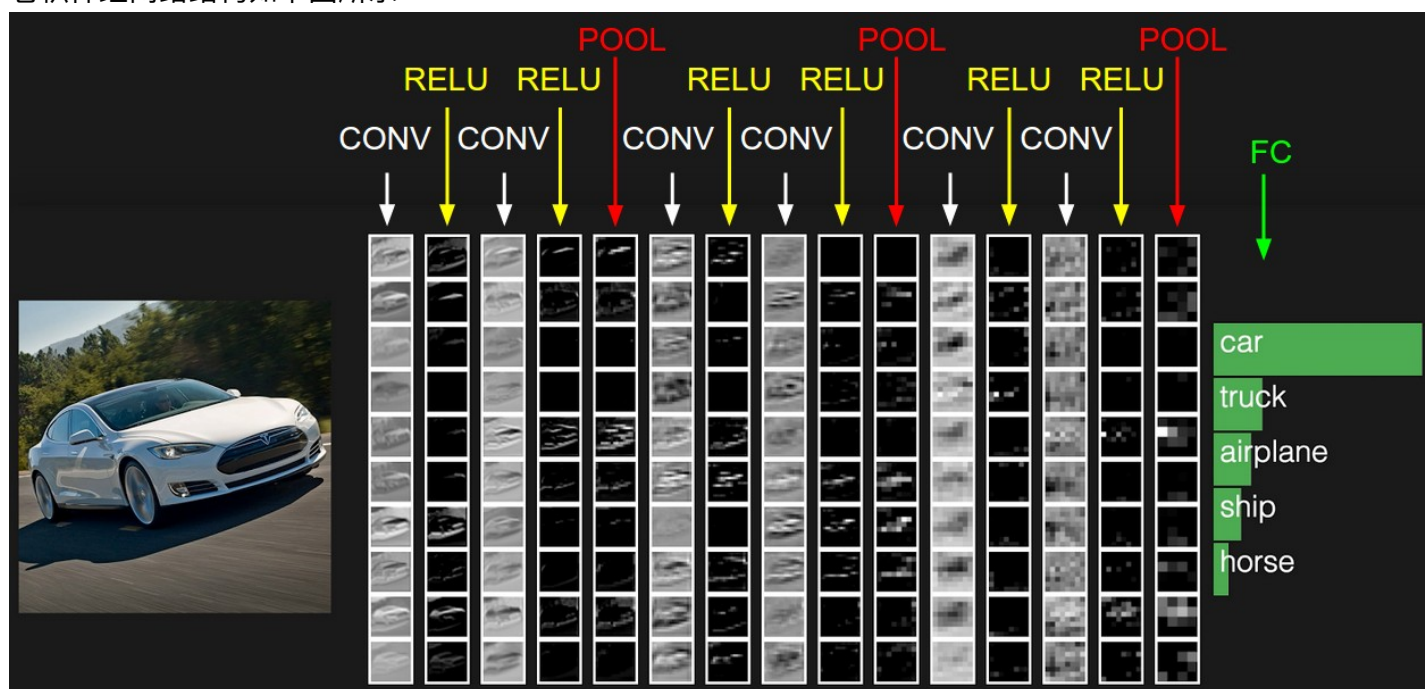 POOL POOL POOL
RELU RELU RELU RELU RELU RELU
CONV CONV CONV CONV CONV CONV
FC
car
truck
airplane
ship
horse